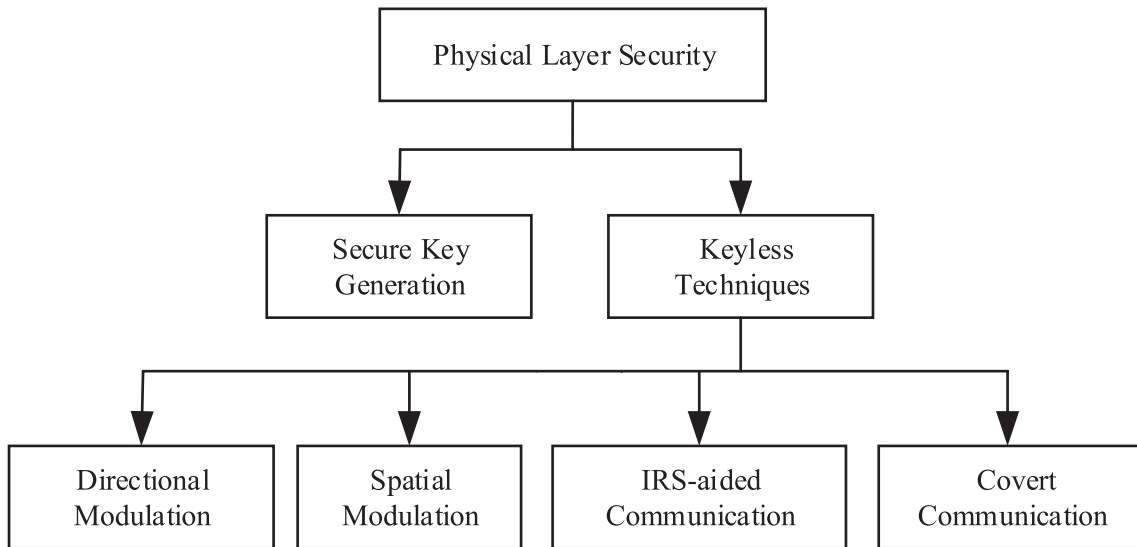 Physical Layer Security
Secure Key
Generation
Keyless
Techniques
Directional
Modulation
Spatial
Modulation
IRS-aided
Communication
Covert
Communication